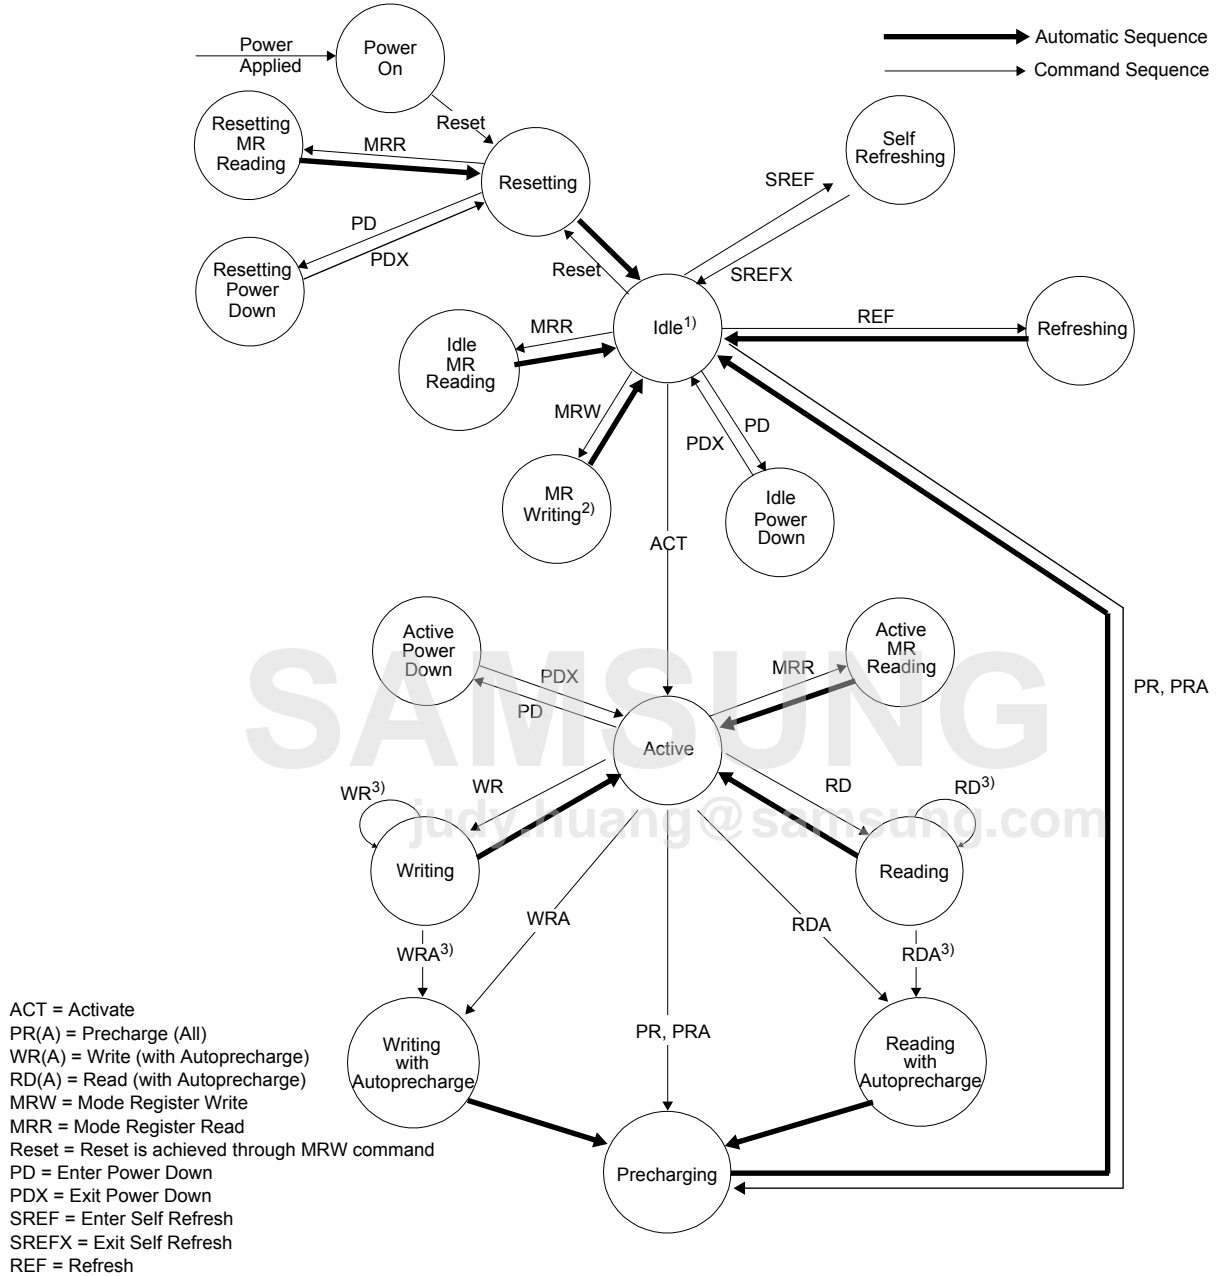 Power
Applied
Power
On
Automatic Sequence
Command Sequence
Reset
Resetting
MR
Reading
MRR
Resetting
Self
Refreshing
SREF
PD
PDX
Resetting
Power
Down
Reset
SREFX
Idle1)
REF
Refreshing
MRR
Idle
MR
Reading
MRW
PD
PDX
MR
Writing2)
Idle
Power
Down
ACT
Active
Power
Down
PDX
PD
MRR
Active
MR
Reading
PR, PRA
SAMSUNG
Active
WR
RD
WR3)
RD3)
judy.huang@samsung.com
Writing
Reading
WRA
RDA
WRA3)
RDA3)
PR, PRA
Writing
with
Autoprecharge
Reading
with
Autoprecharge
Precharging
ACT = Activate
PR(A) = Precharge (All)
WR(A) = Write (with Autoprecharge)
RD(A) = Read (with Autoprecharge)
MRW = Mode Register Write
MRR = Mode Register Read
Reset = Reset is achieved through MRW command
PD = Enter Power Down
PDX = Exit Power Down
SREF = Enter Self Refresh
SREFX = Exit Self Refresh
REF = Refresh